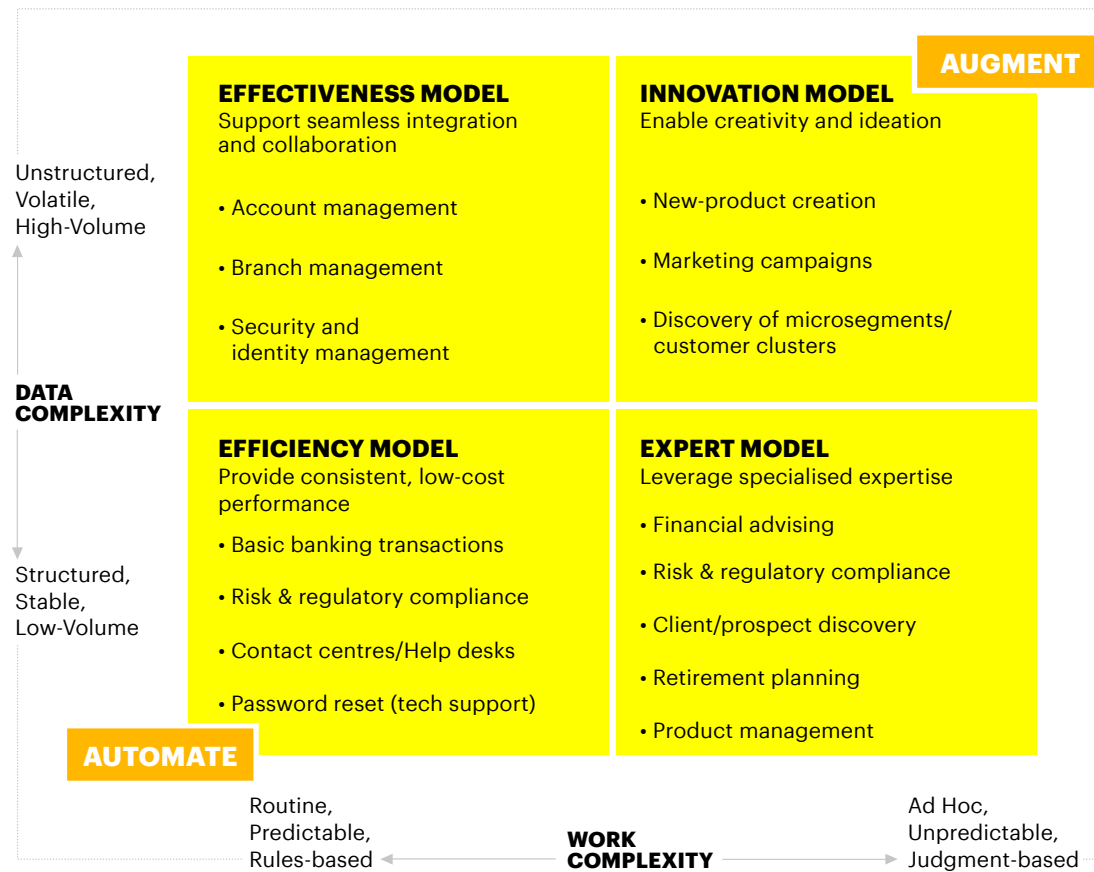 AUGMENT
EFFECTIVENESS MODEL
Support seamless integration
and collaboration
• Account management
• Branch management
• Security and
identity management
INNOVATION MODEL
Enable creativity and ideation
• New-product creation
• Marketing campaigns
• Discovery of microsegments/
customer clusters
Unstructured,
Volatile,
High-Volume
DATA
COMPLEXITY
Structured,
Stable,
Low-Volume
EFFICIENCY MODEL
Provide consistent, low-cost
performance
• Basic banking transactions
• Risk & regulatory compliance
• Contact centres/Help desks
• Password reset (tech support)
EXPERT MODEL
Leverage specialised expertise
• Financial advising
• Risk & regulatory compliance
• Client/prospect discovery
• Retirement planning
• Product management
AUTOMATE
Routine,
Predictable,
Rules-based
WORK
COMPLEXITY
Ad Hoc,
Unpredictable,
Judgment-based